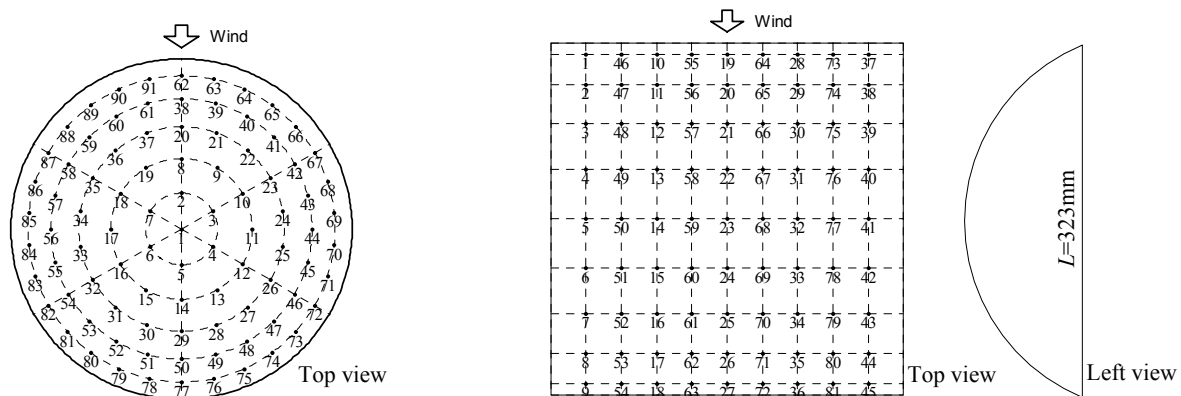 Wind
91 62 63
90 64
89 61 38 39 65
60 40
88 66
59 37 20 21 41
87 36 22 67
58 19 8 9 42
35 23
86 68
18 10
57 2 43
34 7 3 24
85 69
56 17 1 11 44
84 33 6 4 25 70
55 16 5 12 45
83 32 26 71
54 15 13 46
82 31 14 27 72
53 47
81 30 29 28 73
52 48
80 51 50 49 74
79 78 77 76 75
Top view
Wind
1 46 10 55 19 64 28 73 37
2 47 11 56 20 65 29 74 38
3 48 12 57 21 66 30 75 39
4 49 13 58 22 67 31 76 40
5 50 14 59 23 68 32 77 41
6 51 15 60 24 69 33 78 42
7 52 16 61 25 70 34 79 43
8 53 17 62 26 71 35 80 44
9 54 18 63 27 72 36 81 45
Top view
L=323mm
Left view